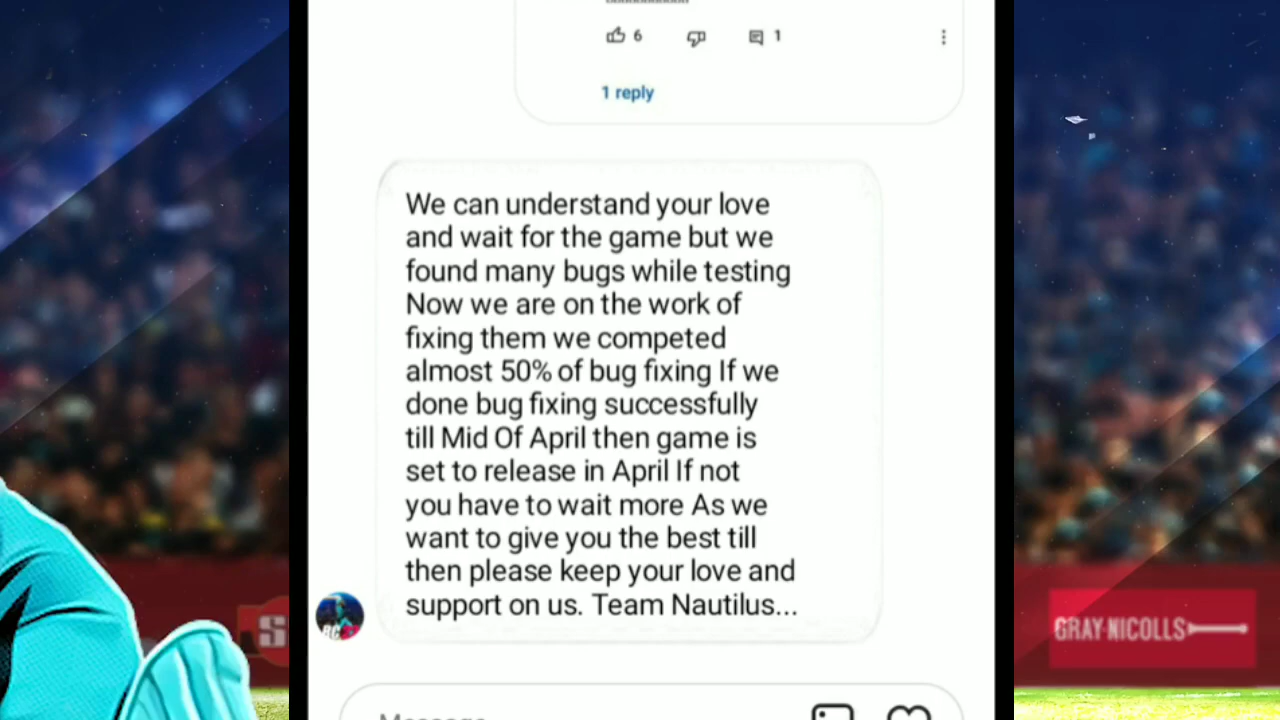 6
1
1 reply
We can understand your love
and wait for the game but we
found many bugs while testing
Now we are on the work of
fixing them we competed
almost 50% of bug fixing If we
done bug fixing successfully
till Mid Of April then game is
set to release in April If not
you have to wait more As we
want to give you the best till
then please keep your love and
support on us. Team Nautilus...
RC
S
GRAY-NICOLLS
Message